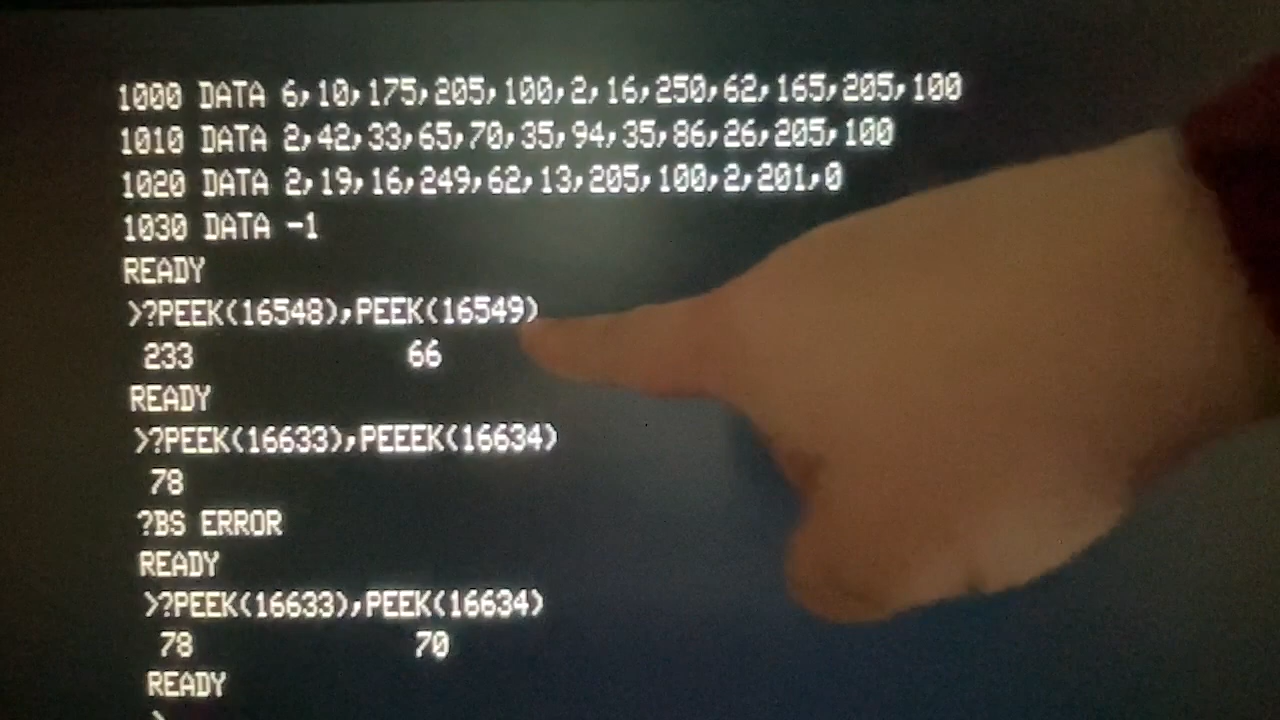 1000 DATA 6,10,175,205,100,2,16,250,62,165,205,100
1010 DATA 2,42,33,65,70,35,94,35,86,26,205,100
1020 DATA 2,19,16,249,62,13,205,100,2,201,0
1030 DATA -1
READY
>?PEEK(16548),PEEK(16549)
233 66
READY
>?PEEK(16633),PEEEK(16634)
78
?BS ERROR
READY
>?PEEK(16633),PEEK(16634)
78 70
READY
>